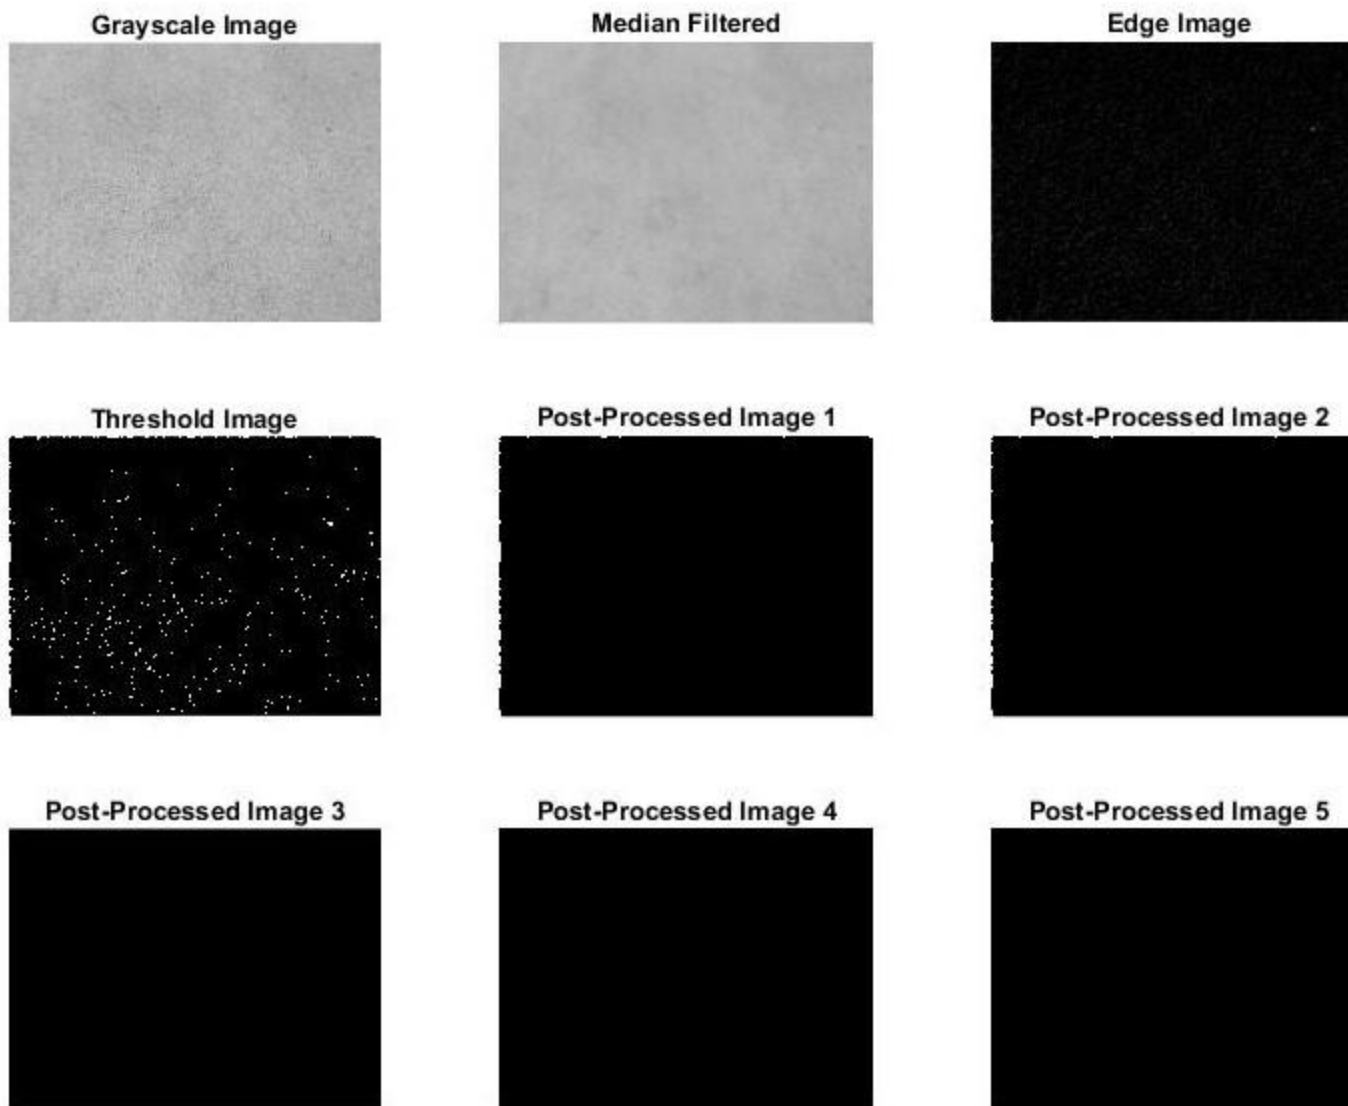 Grayscale Image
Median Filtered
Edge Image
Threshold Image
Post-Processed Image 1
Post-Processed Image 2
Post-Processed Image 3
Post-Processed Image 4
Post-Processed Image 5